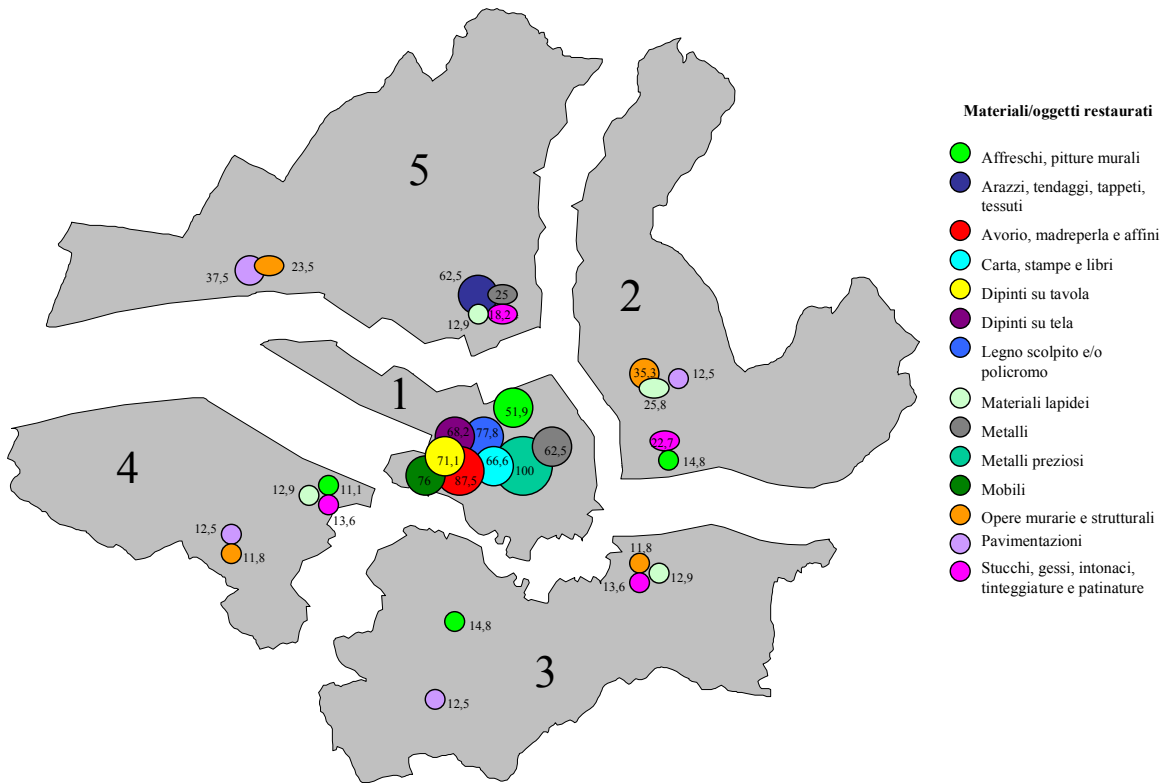 5
37,5
23,5
62,5
25
12,9
18,2
2
35,3
12,5
25,8
22,7
14,8
1
51,9
68,2
77,8
62,5
71,1
66,6
100
76
87,5
4
12,9
11,1
13,6
12,5
11,8
3
11,8
13,6
12,9
14,8
12,5
Materiali/oggetti restaurati
Affreschi, pitture murali
Arazzi, tendaggi, tappeti,
tessuti
Avorio, madreperla e affini
Carta, stampe e libri
Dipinti su tavola
Dipinti su tela
Legno scolpito e/o
policromo
Materiali lapidei
Metalli
Metalli preziosi
Mobili
Opere murarie e strutturali
Pavimentazioni
Stucchi, gessi, intonaci,
tinteggiature e patinature